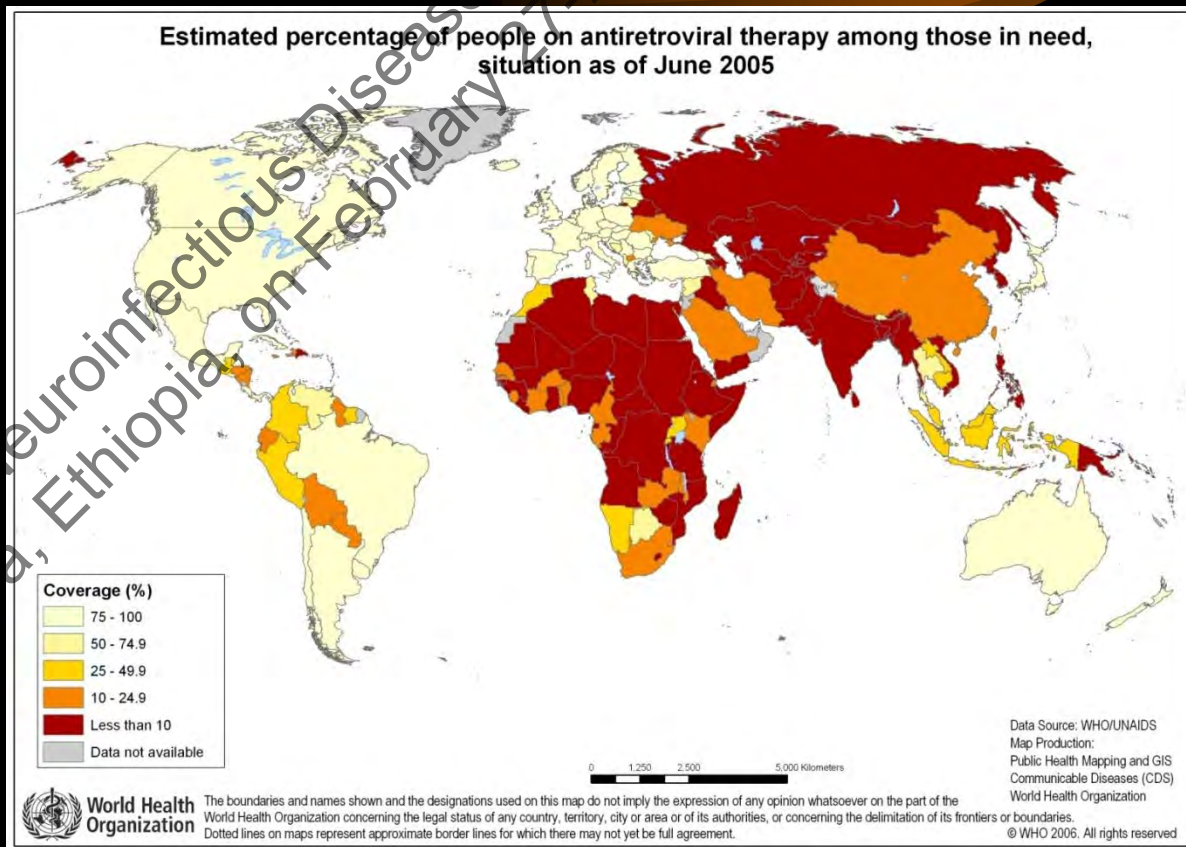 Estimated percentage of people on antiretroviral therapy among those in need,
situation as of June 2005
Neuroinfectious Disease
Ethiopia, on February 27-
Coverage (%)
75 - 100
50 - 74.9
25 - 49.9
10 - 24.9
Less than 10
Data not available
0 1,250 2,500 5,000 Kilometers
Data Source: WHO/UNAIDS
Map Production:
Public Health Mapping and GIS
Communicable Diseases (CDS)
World Health Organization
World Health
Organization
The boundaries and names shown and the designations used on this map do not imply the expression of any opinion whatsoever on the part of the
World Health Organization concerning the legal status of any country, territory, city or area or of its authorities, or concerning the delimitation of its frontiers or boundaries.
Dotted lines on maps represent approximate border lines for which there may not yet be full agreement.
© WHO 2006. All rights reserved